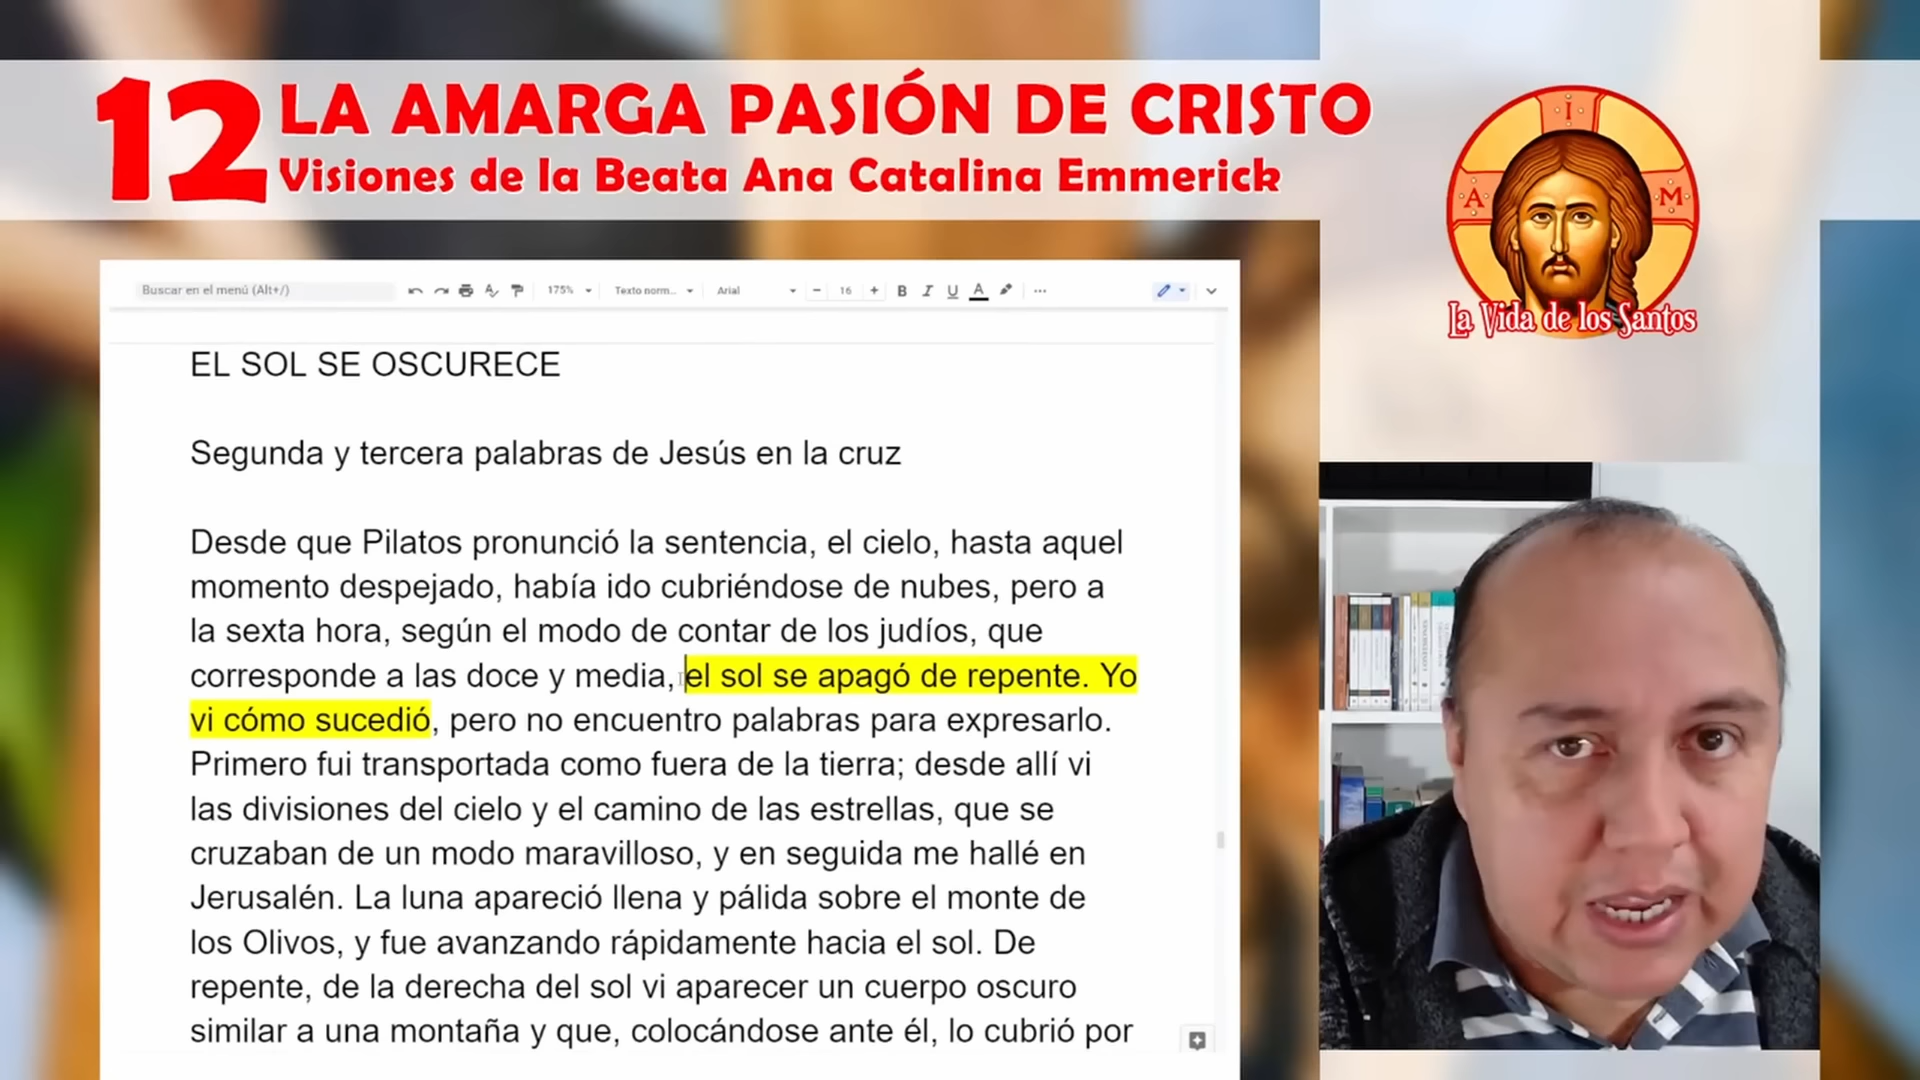 12
LA AMARGA PASIÓN DE CRISTO
Visiones de la Beata Ana Catalina Emmerick
I
A M
La Vida de los Santos
Buscar en el menú (Alt+/)
175% Texto norm... Arial − 16 + B I U A ...
EL SOL SE OSCURECE
Segunda y tercera palabras de Jesús en la cruz
Desde que Pilatos pronunció la sentencia, el cielo, hasta aquel
momento despejado, había ido cubriéndose de nubes, pero a
la sexta hora, según el modo de contar de los judíos, que
corresponde a las doce y media, el sol se apagó de repente. Yo
vi cómo sucedió, pero no encuentro palabras para expresarlo.
Primero fui transportada como fuera de la tierra; desde allí vi
las divisiones del cielo y el camino de las estrellas, que se
cruzaban de un modo maravilloso, y en seguida me hallé en
Jerusalén. La luna apareció llena y pálida sobre el monte de
los Olivos, y fue avanzando rápidamente hacia el sol. De
repente, de la derecha del sol vi aparecer un cuerpo oscuro
similar a una montaña y que, colocándose ante él, lo cubrió por